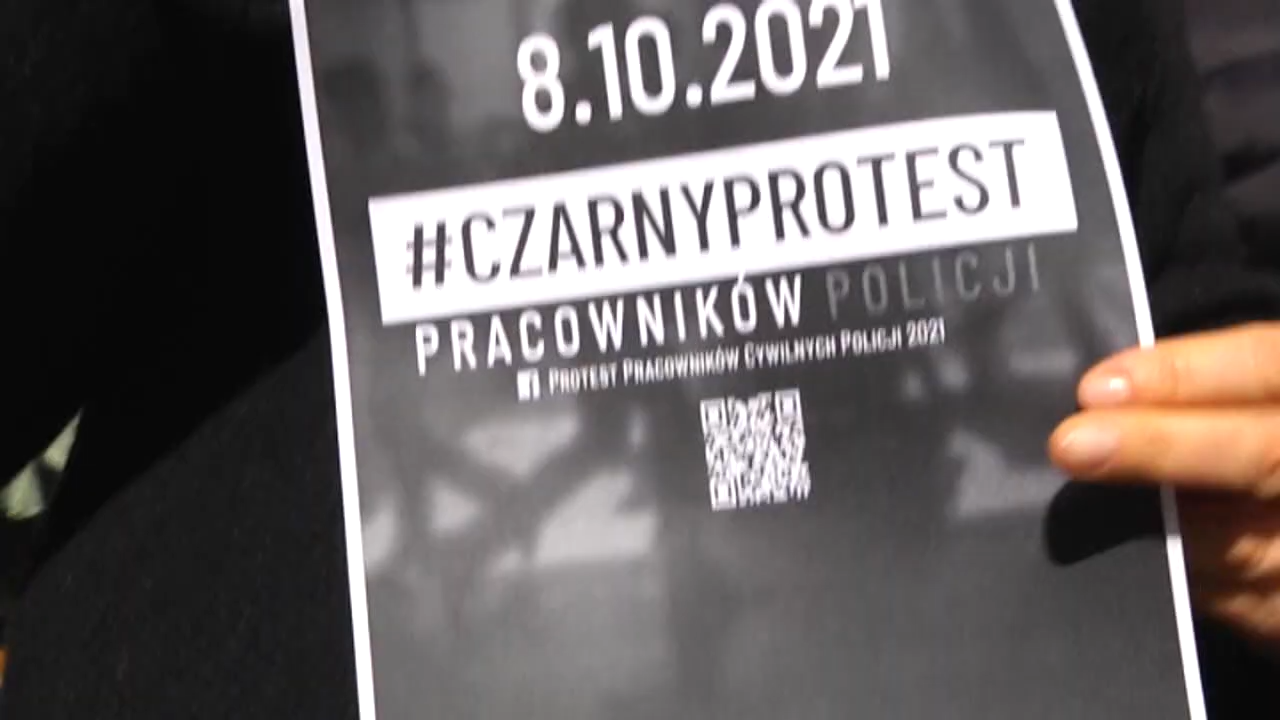 8.10.2021
#CZARNYPROTEST
PRACOWNIKÓW POLICJI
PROTEST PRACOWNIKÓW CYWILNYCH POLICJI 2021